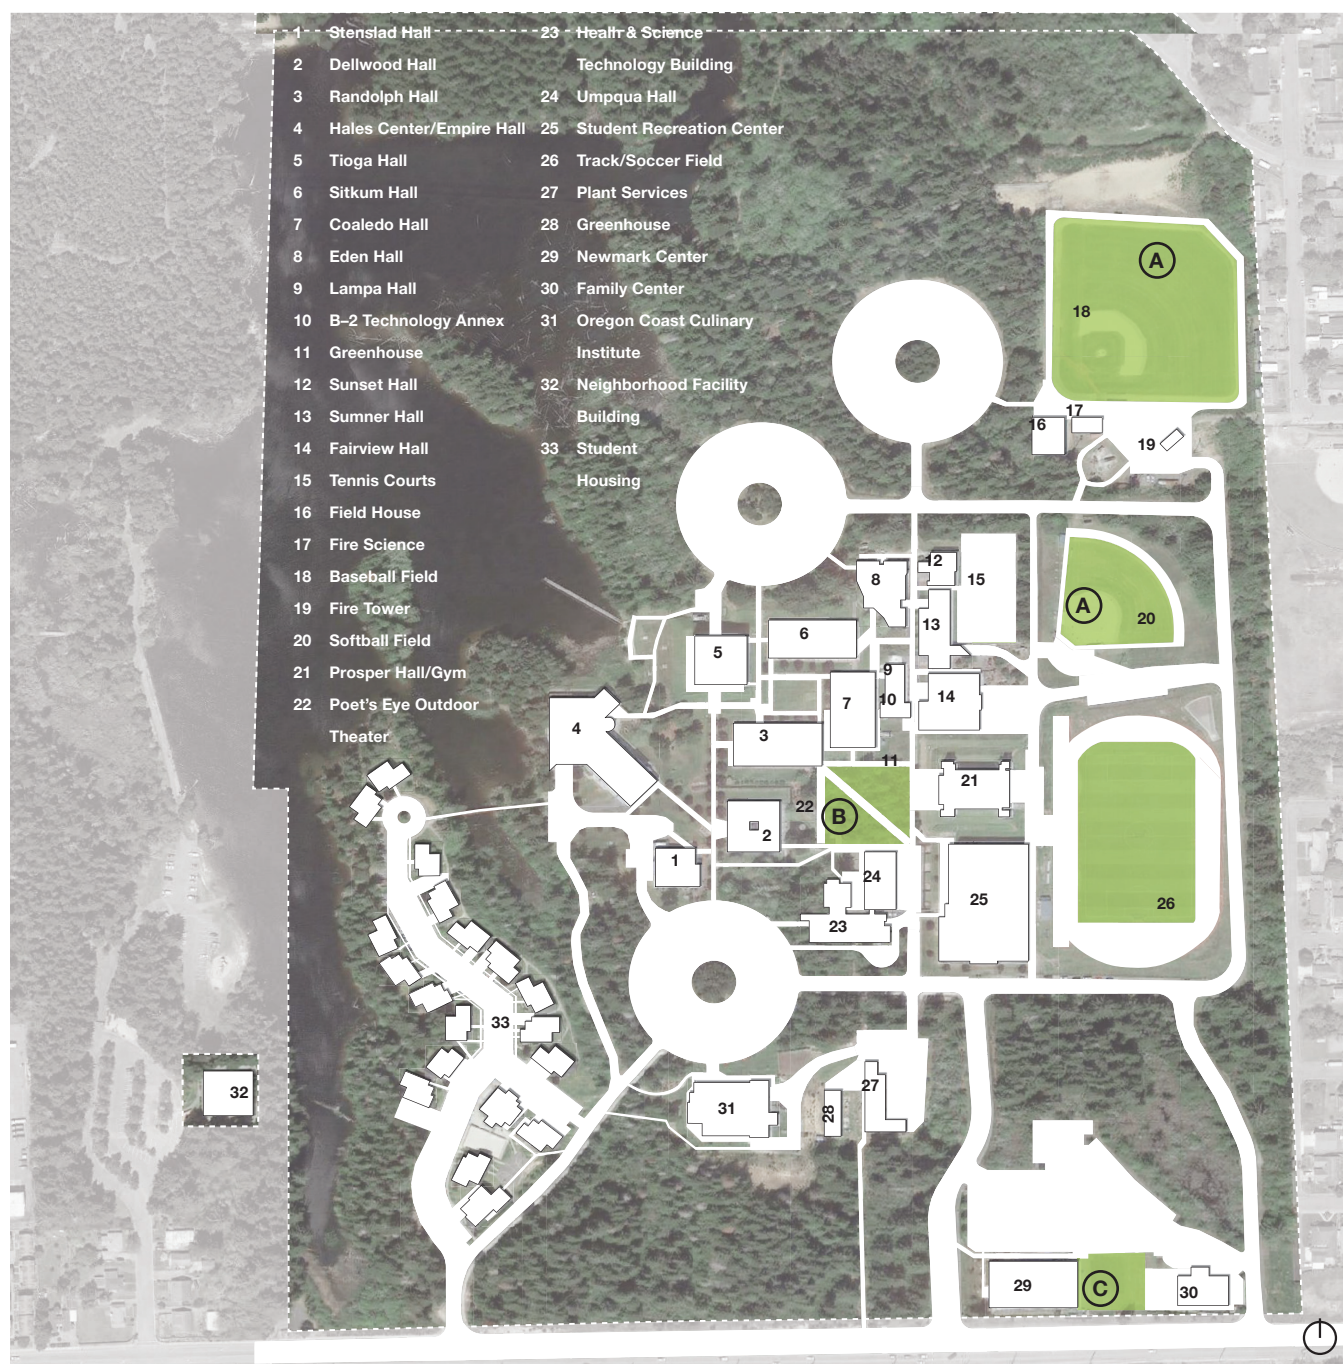 1 Stenslad Hall
2 Dellwood Hall
3 Randolph Hall
4 Hales Center/Empire Hall
5 Tioga Hall
6 Sitkum Hall
7 Coaledo Hall
8 Eden Hall
9 Lampa Hall
10 B–2 Technology Annex
11 Greenhouse
12 Sunset Hall
13 Sumner Hall
14 Fairview Hall
15 Tennis Courts
16 Field House
17 Fire Science
18 Baseball Field
19 Fire Tower
20 Softball Field
21 Prosper Hall/Gym
22 Poet's Eye Outdoor
Theater
23 Healh & Science
Technology Building
24 Umpqua Hall
25 Student Recreation Center
26 Track/Soccer Field
27 Plant Services
28 Greenhouse
29 Newmark Center
30 Family Center
31 Oregon Coast Culinary
Institute
32 Neighborhood Facility
Building
33 Student
Housing
A
18
17
16
19
12
8
15
A
20
13
6
5
9
14
10
7
4
3
11
21
22
B
2
1
24
25
26
23
33
27
32
31
28
29
C
30